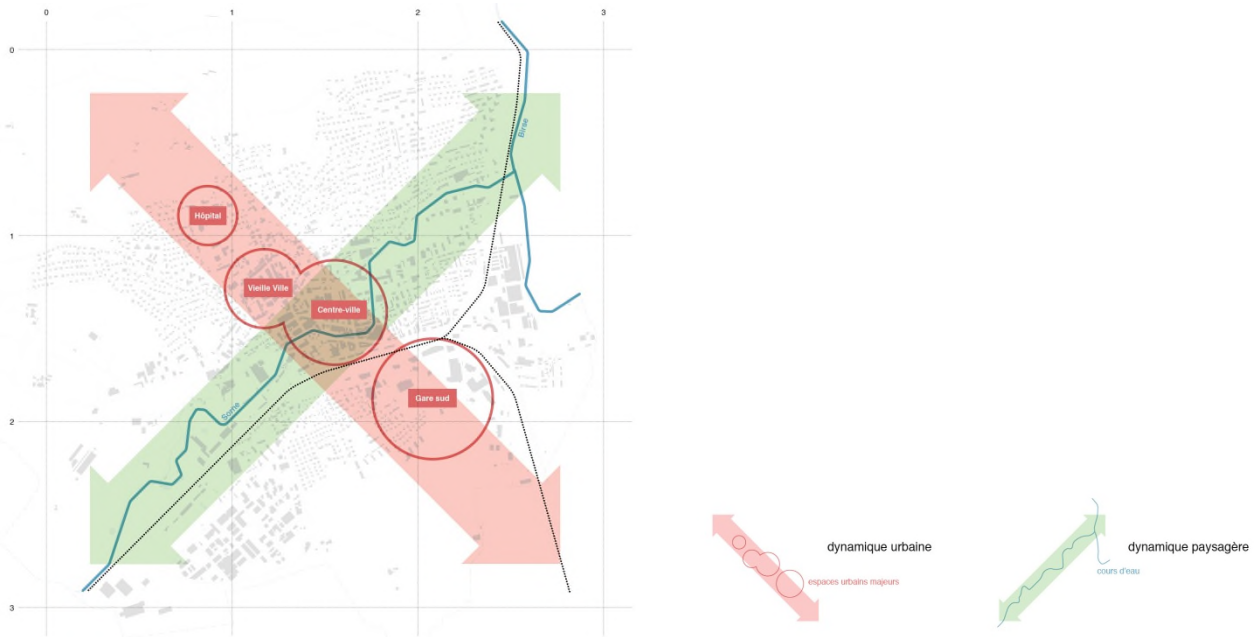 0 1 2 3
0
Birse
Hôpital
1
Vieille Ville
Centre-ville
Gare sud
Sorne
2
3
dynamique urbaine
espaces urbains majeurs
dynamique paysagère
cours d'eau